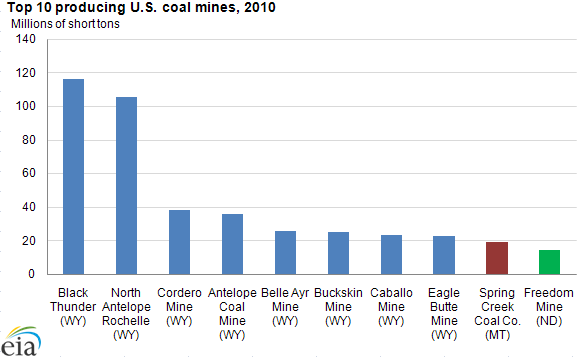 Top 10 producing U.S. coal mines, 2010
Millions of short tons
140
120
100
80
60
40
20
0
Black
Thunder
(WY)
North
Antelope
Rochelle
(WY)
Cordero
Mine
(WY)
Antelope
Coal
Mine
(WY)
Belle Ayr
Mine
(WY)
Buckskin
Mine
(WY)
Caballo
Mine
(WY)
Eagle
Butte
Mine
(WY)
Spring
Creek
Coal Co.
(MT)
Freedom
Mine
(ND)
eia